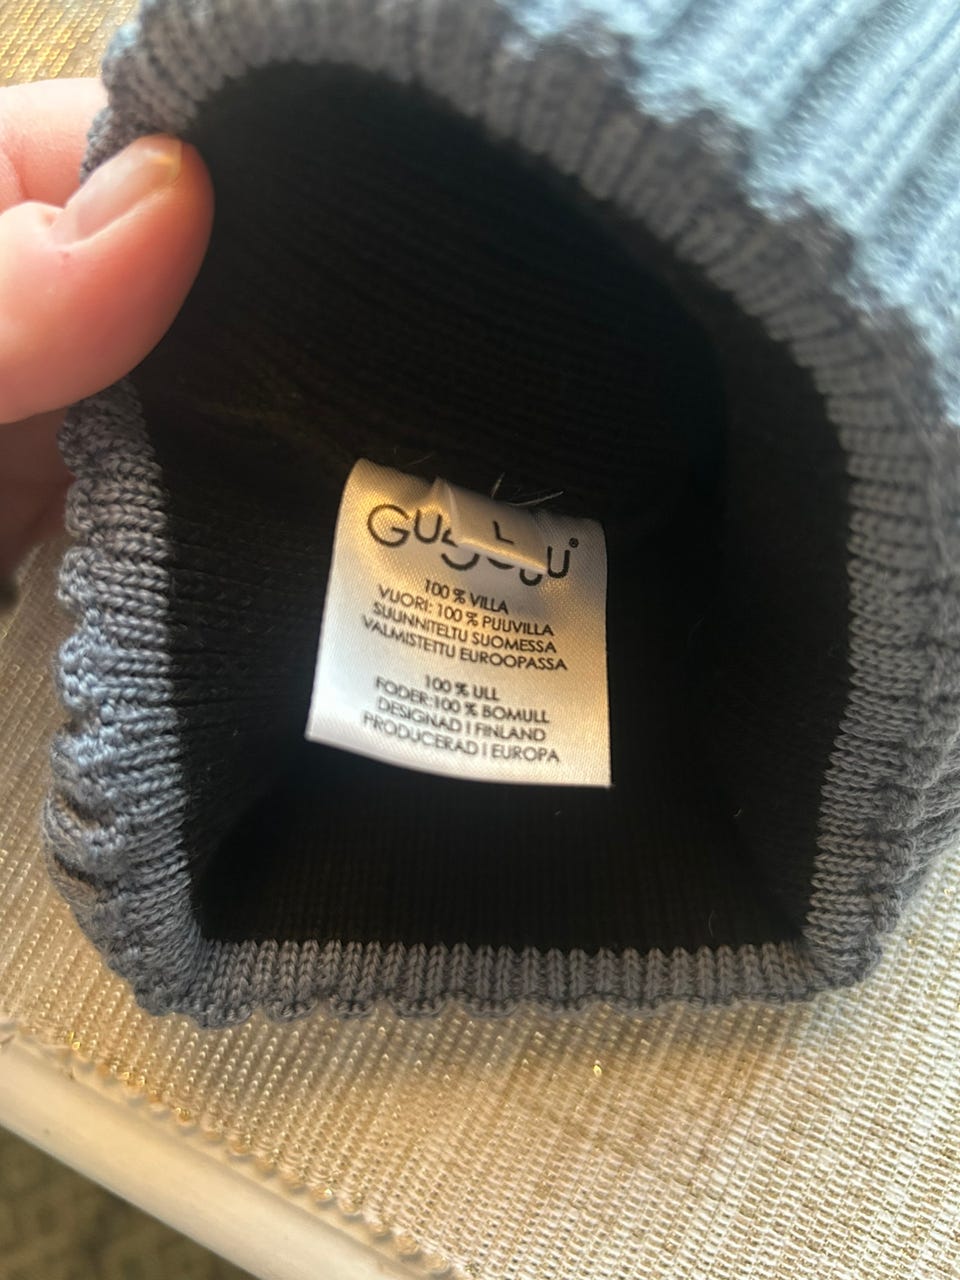 L
100 % VILLA
VUORI: 100 % PUUVILLA
SUUNNITELTU SUOMESSA
VALMISTETTU EUROOPASSA
100 % ULL
FODER:100 % BOMULL
DESIGNAD I FINLAND
PRODUCERAD I EUROPA